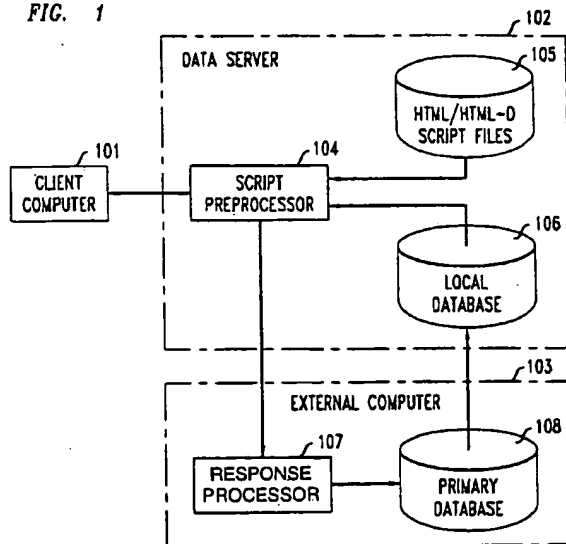 FIG. 1
102
DATA SERVER
105
HTML/HTML-D
SCRIPT FILES
101
CLIENT
COMPUTER
104
SCRIPT
PREPROCESSOR
106
LOCAL
DATABASE
103
EXTERNAL COMPUTER
107
RESPONSE
PROCESSOR
108
PRIMARY
DATABASE